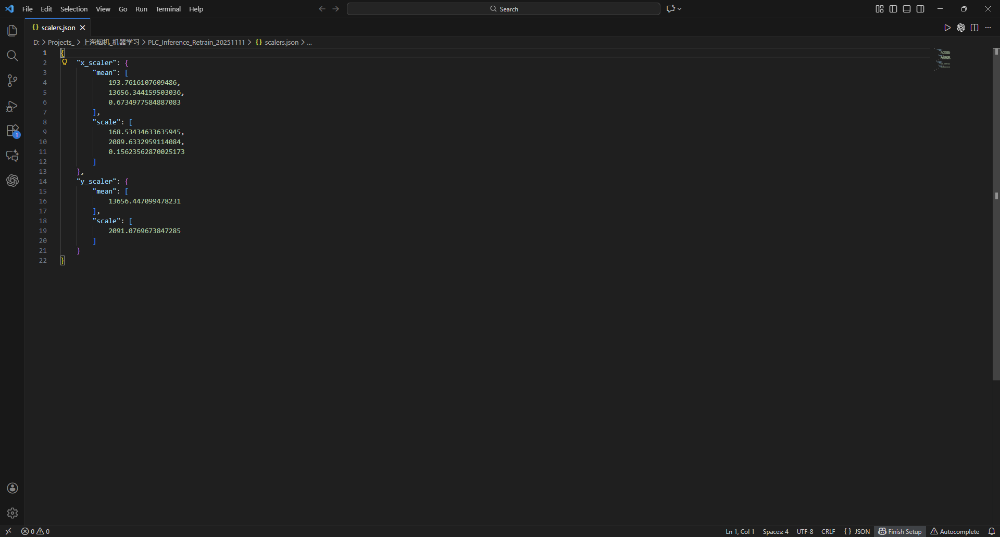 File Edit Selection View Go Run Terminal Help
Search
{} scalers.json
D: > Projects_ > 上海烟机_机器学习 > PLC_Inference_Retrain_20251111 > {} scalers.json > ...
1 {
2 "x_scaler": {
3 "mean": [
4 193.7616107609486,
5 13656.344159503036,
6 0.6734977584887083
7 ],
8 "scale": [
9 168.53434633635945,
10 2089.6332959114084,
11 0.15623562870025173
12 ]
13 },
14 "y_scaler": {
15 "mean": [
16 13656.447099478231
17 ],
18 "scale": [
19 2091.0769673847285
20 ]
21 }
22 }
1
0 0 Ln 1, Col 1 Spaces: 4 UTF-8 CRLF {} JSON Finish Setup Autocomplete